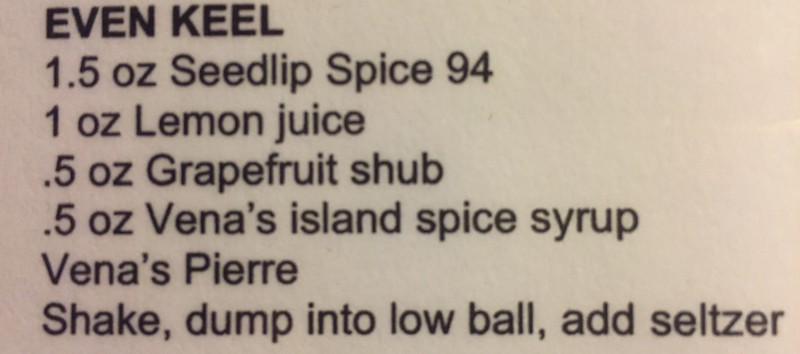 EVEN KEEL
1.5 oz Seedlip Spice 94
1 oz Lemon juice
.5 oz Grapefruit shub
.5 oz Vena's island spice syrup
Vena's Pierre
Shake, dump into low ball, add seltzer